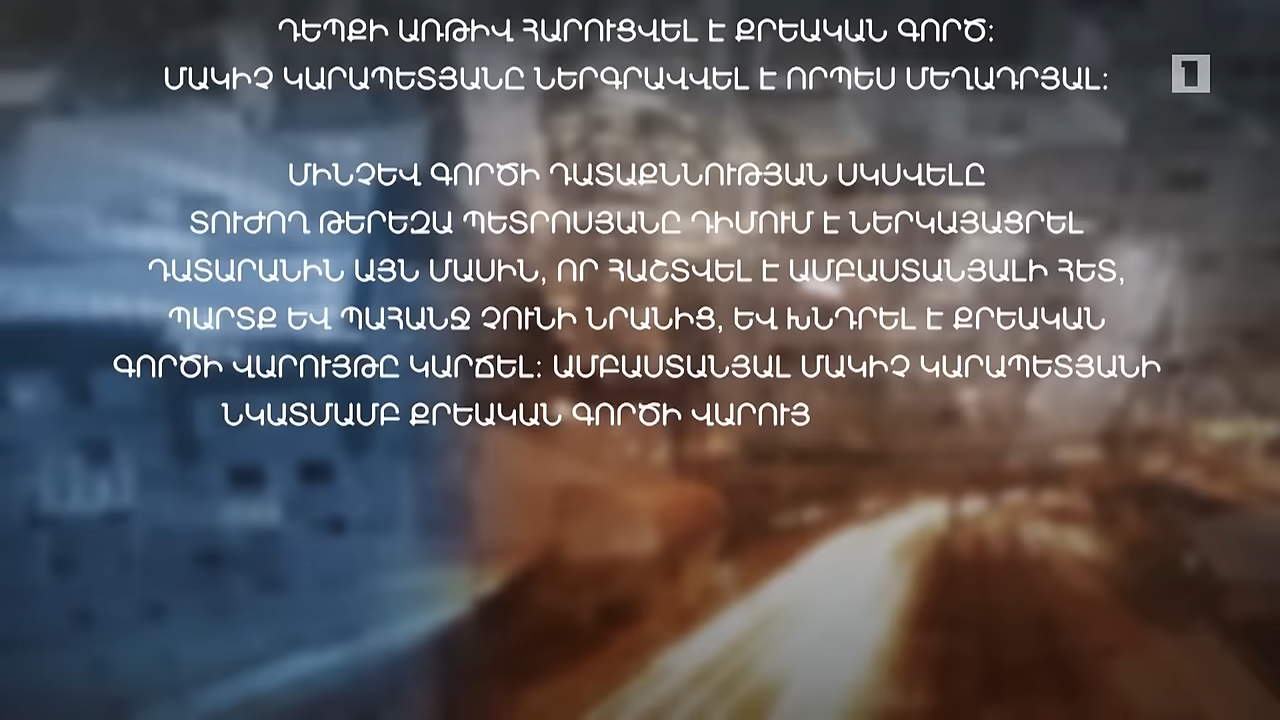 ԴԵՊՔԻ ԱՌԹԻՎ ՀԱՐՈՒՑՎԵԼ Է ՔՐԵԱԿԱՆ ԳՈՐԾ:
ՄԱԿԻՉ ԿԱՐԱՊԵՏՅԱՆԸ ՆԵՐԳՐԱՎՎԵԼ Է ՈՐՊԵՍ ՄԵՂԱԴՐՅԱԼ:
1
ՄԻՆՉԵՎ ԳՈՐԾԻ ԴԱՏԱՔՆՆՈՒԹՅԱՆ ՍԿՍՎԵԼԸ
ՏՈՒԺՈՂ ԹԵՐԵԶԱ ՊԵՏՐՈՍՅԱՆԸ ԴԻՄՈՒՄ Է ՆԵՐԿԱՅԱՑՐԵԼ
ԴԱՏԱՐԱՆԻՆ ԱՅՆ ՄԱՍԻՆ, ՈՐ ՀԱՇՏՎԵԼ Է ԱՄԲԱՍՏԱՆՅԱԼԻ ՀԵՏ,
ՊԱՐՏՔ ԵՎ ՊԱՀԱՆՋ ՉՈՒՆԻ ՆՐԱՆԻՑ, ԵՎ ԽՆԴՐԵԼ Է ՔՐԵԱԿԱՆ
ԳՈՐԾԻ ՎԱՐՈՒՅԹԸ ԿԱՐՃԵԼ: ԱՄԲԱՍՏԱՆՅԱԼ ՄԱԿԻՉ ԿԱՐԱՊԵՏՅԱՆԻ
ՆԿԱՏՄԱՄԲ ՔՐԵԱԿԱՆ ԳՈՐԾԻ ՎԱՐՈՒՅ